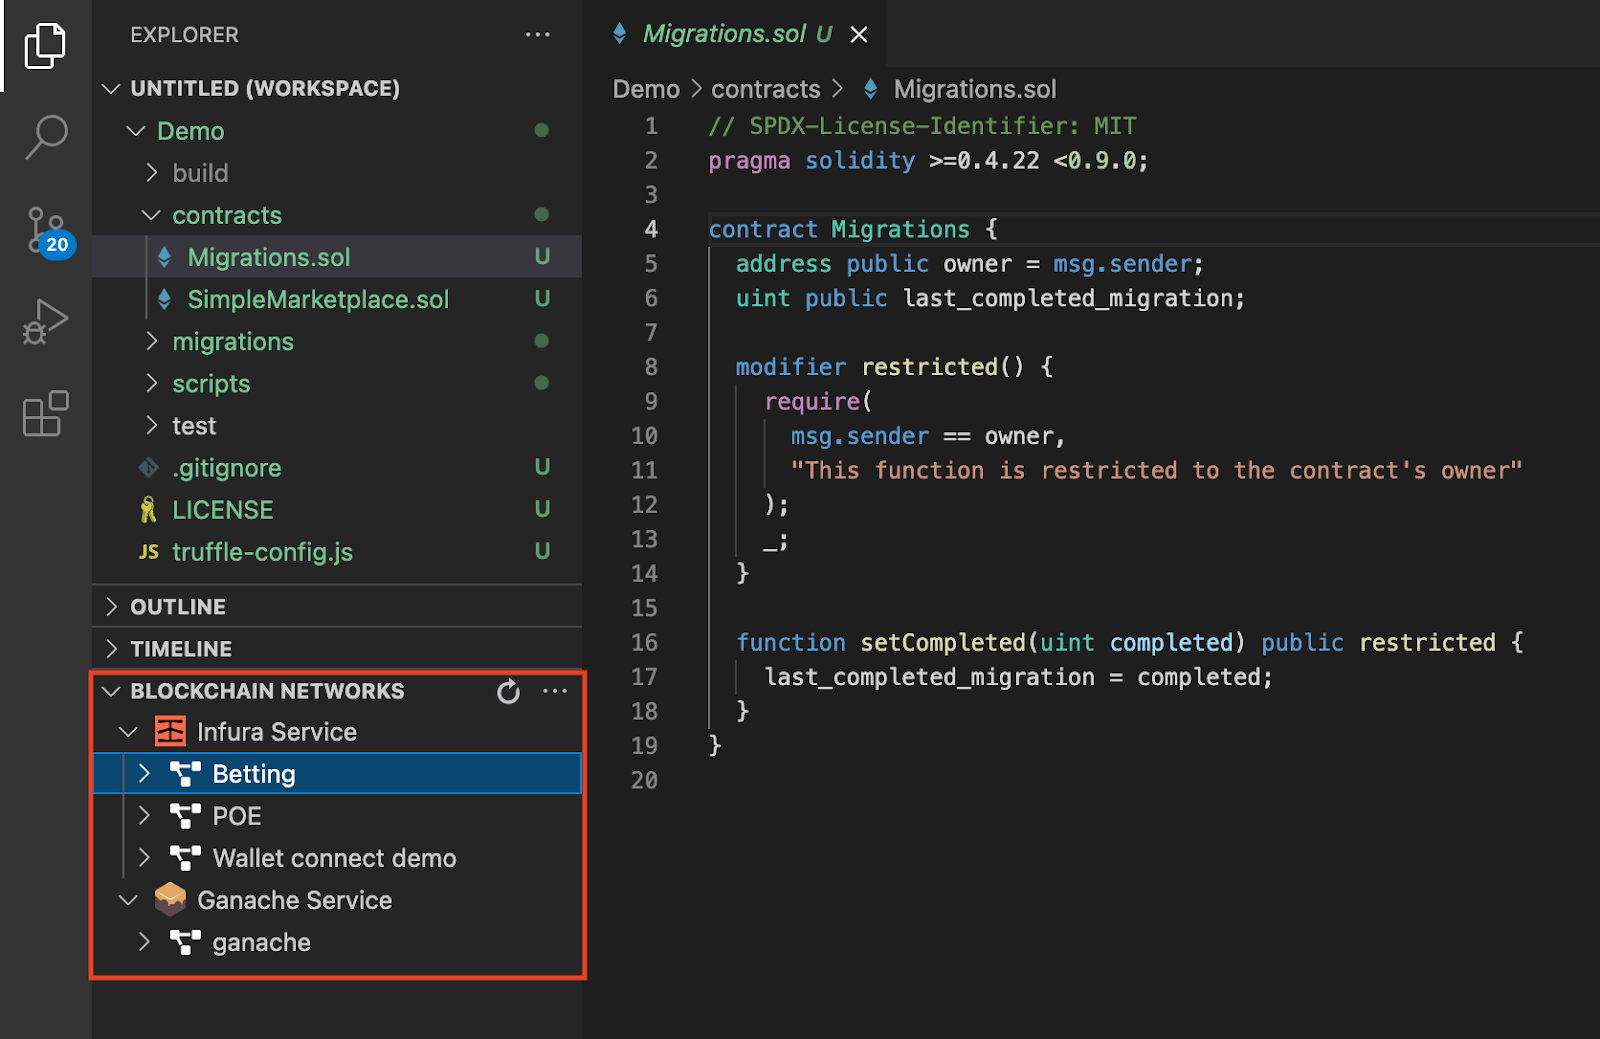 EXPLORER
UNTITLED (WORKSPACE)
Demo
build
contracts
Migrations.sol U
SimpleMarketplace.sol U
migrations
scripts
test
.gitignore U
LICENSE U
JS truffle-config.js U
OUTLINE
TIMELINE
BLOCKCHAIN NETWORKS
Infura Service
Betting
POE
Wallet connect demo
Ganache Service
ganache
20
Migrations.sol U
Demo > contracts > Migrations.sol
1 // SPDX-License-Identifier: MIT
2 pragma solidity >=0.4.22 <0.9.0;
3
4 contract Migrations {
5 address public owner = msg.sender;
6 uint public last_completed_migration;
7
8 modifier restricted() {
9 require(
10 msg.sender == owner,
11 "This function is restricted to the contract's owner"
12 );
13 _;
14 }
15
16 function setCompleted(uint completed) public restricted {
17 last_completed_migration = completed;
18 }
19 }
20